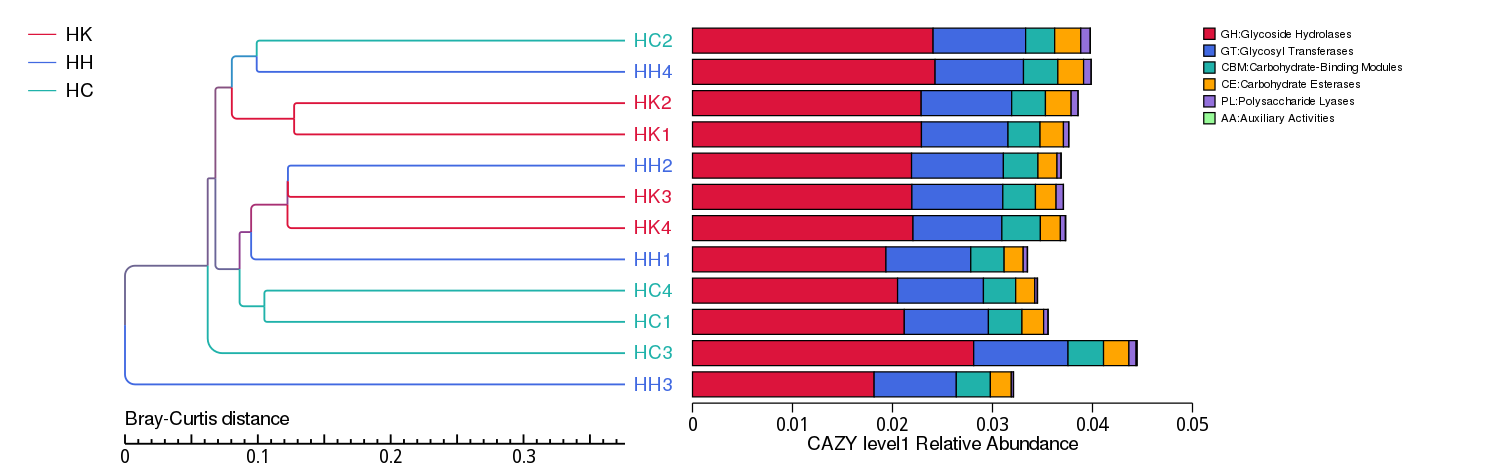 HK
HH
HC
HC2
HH4
HK2
HK1
HH2
HK3
HK4
HH1
HC4
HC1
HC3
HH3
Bray-Curtis distance
0 0.1 0.2 0.3
0 0.01 0.02 0.03 0.04 0.05
CAZY level1 Relative Abundance
GH:Glycoside Hydrolases
GT:Glycosyl Transferases
CBM:Carbohydrate-Binding Modules
CE:Carbohydrate Esterases
PL:Polysaccharide Lyases
AA:Auxiliary Activities